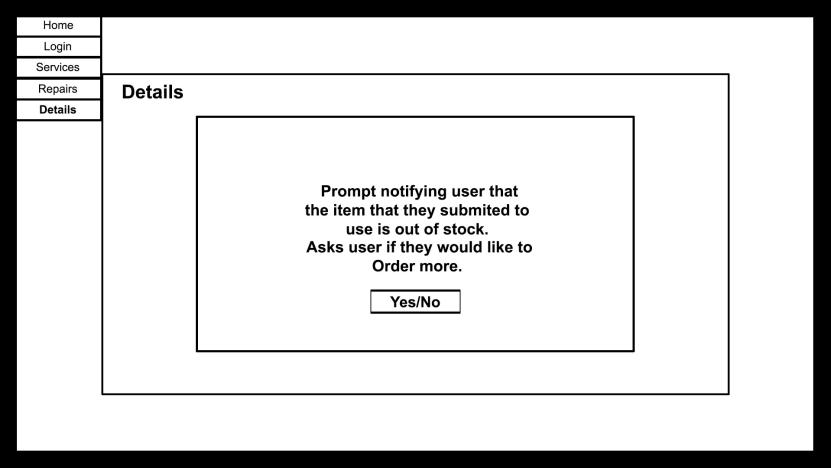 Home
Login
Services
Repairs
Details
Details
Prompt notifying user that
the item that they submited to
use is out of stock.
Asks user if they would like to
Order more.
Yes/No